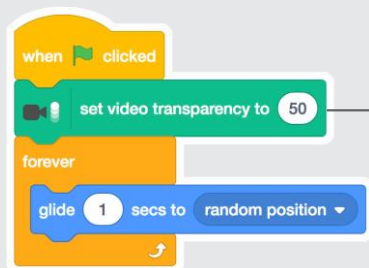 when clicked
set video transparency to 50
forever
glide 1 secs to random position